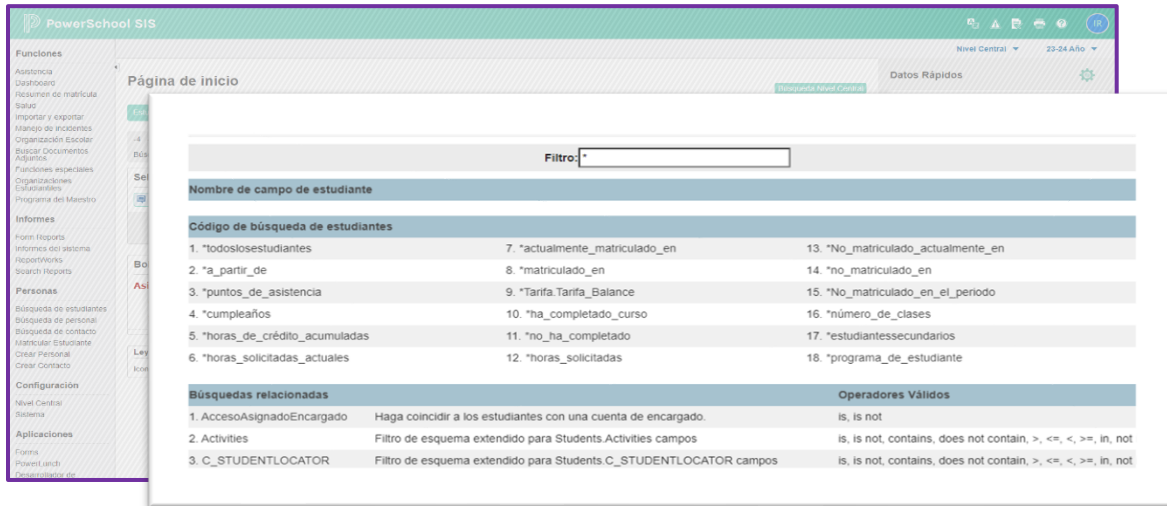 PowerSchool SIS
IR
Nivel Central
23-24 Año
Funciones
Asistencia
Dashboard
Resumen de matrícula
Salud
Importar y exportar
Manejo de Incidentes
Organización Escolar
Buscar Documentos
Adjuntos
Funciones especiales
Organizaciones
Estudiantiles
Programa del Maestro
Informes
Form Reports
Informes del sistema
ReportWorks
Search Reports
Personas
Búsqueda de estudiantes
Búsqueda de personal
Búsqueda de contacto
Matricular Estudiante
Crear Personal
Crear Contacto
Configuración
Nivel Central
Sistema
Aplicaciones
Forms
PowerLunch
Desarrollador de
Página de inicio
Búsqueda Nivel Central
Datos Rápidos
Filtro: *
Nombre de campo de estudiante
Código de búsqueda de estudiantes
1. *todoslosestudiantes 7. *actualmente_matriculado_en 13. *No_matriculado_actualmente_en
2. *a_partir_de 8. *matriculado_en 14. *no_matriculado_en
3. *puntos_de_asistencia 9. *Tarifa.Tarifa_Balance 15. *No_matriculado_en_el_periodo
4. *cumpleaños 10. *ha_completado_curso 16. *número_de_clases
5. *horas_de_crédito_acumuladas 11. *no_ha_completado 17. *estudiantessecundarios
6. *horas_solicitadas_actuales 12. *horas_solicitadas 18. *programa_de_estudiante
Búsquedas relacionadas Operadores Válidos
1. AccesoAsignadoEncargado Haga coincidir a los estudiantes con una cuenta de encargado. is, is not
2. Activities Filtro de esquema extendido para Students.Activities campos is, is not, contains, does not contain, >, <=, <, >=, in, not
3. C_STUDENTLOCATOR Filtro de esquema extendido para Students.C_STUDENTLOCATOR campos is, is not, contains, does not contain, >, <=, <, >=, in, not